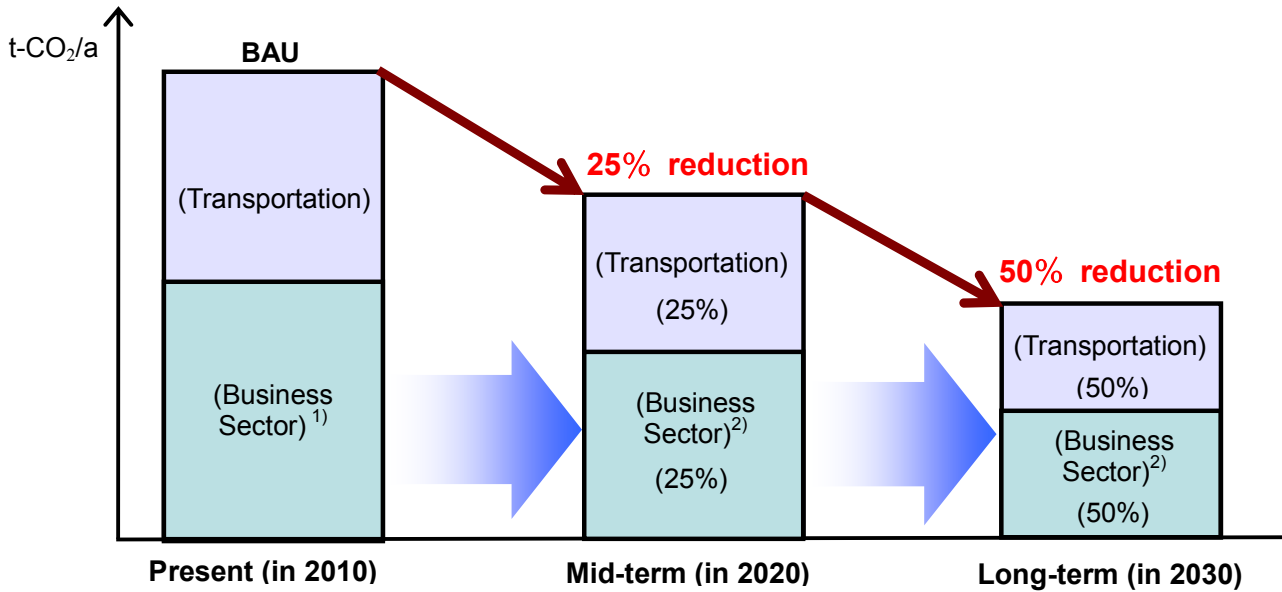 t-CO₂/a
BAU
(Transportation)
(Business
Sector) ¹⁾
25% reduction
(Transportation)
(25%)
(Business
Sector)²⁾
(25%)
50% reduction
(Transportation)
(50%)
(Business
Sector)²⁾
(50%)
Present (in 2010)
Mid-term (in 2020)
Long-term (in 2030)